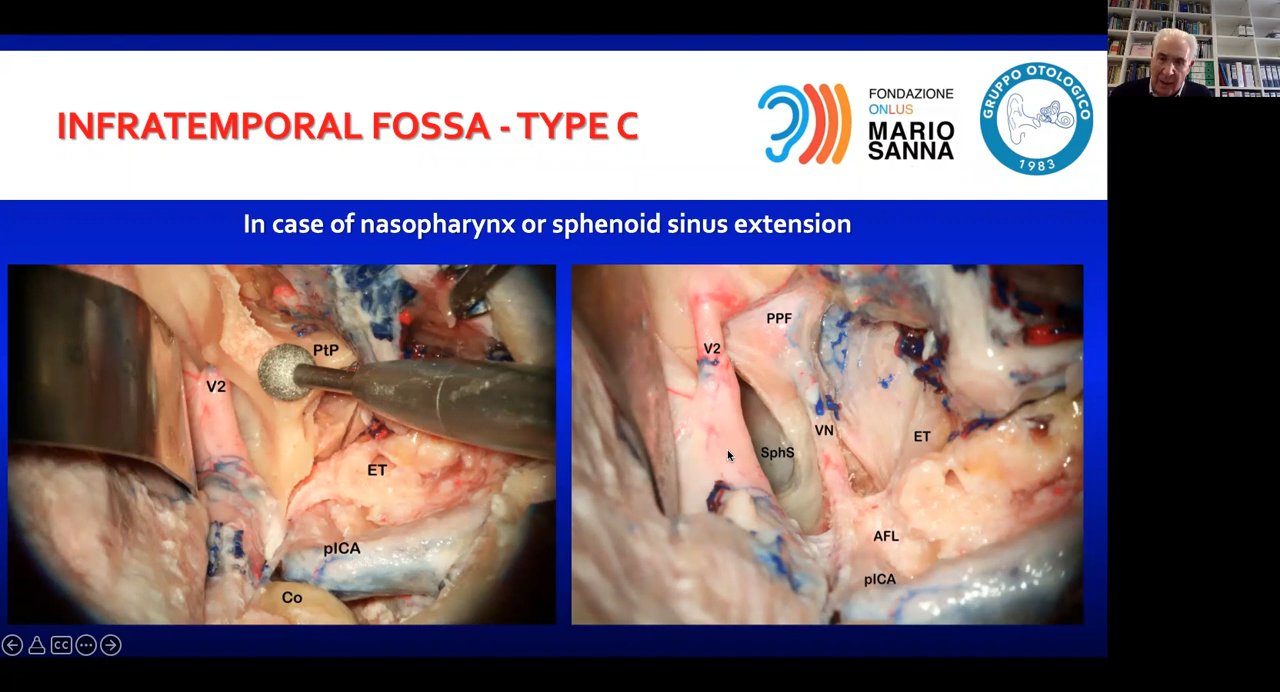 INFRATEMPORAL FOSSA - TYPE C
FONDAZIONE
ONLUS
MARIO
SANNA
GRUPPO OTOLOGICO
1983
In case of nasopharynx or sphenoid sinus extension
PtP
V2
ET
pICA
Co
PPF
V2
VN
ET
SphS
AFL
pICA
CC